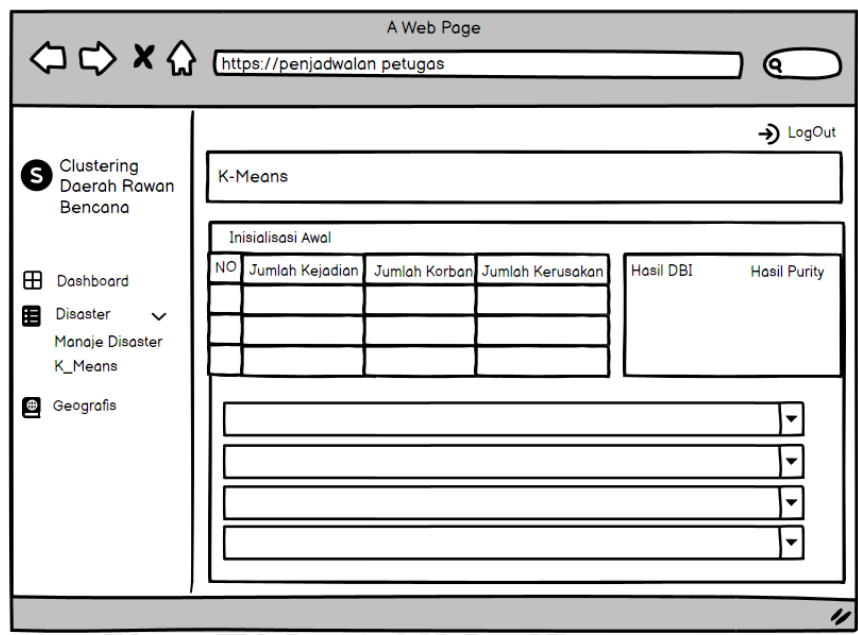 A Web Page
https://penjadwalan petugas
LogOut
S
Clustering
Daerah Rawan
Bencana
Dashboard
Disaster
Manaje Disaster
K_Means
Geografis
K-Means
Inisialisasi Awal
NO Jumlah Kejadian Jumlah Korban Jumlah Kerusakan
Hasil DBI Hasil Purity